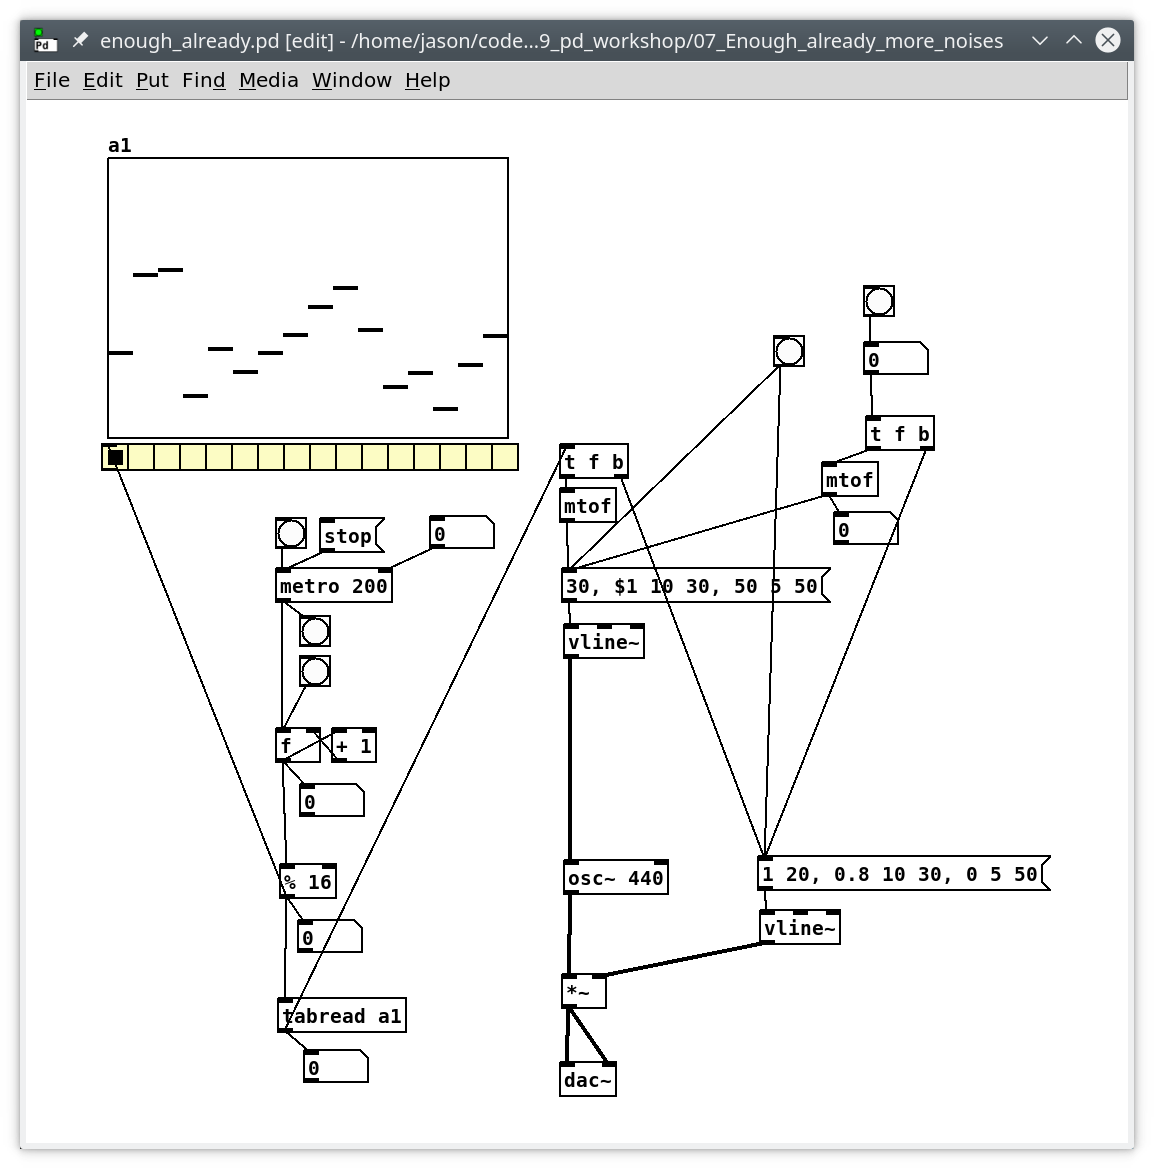 enough_already.pd [edit] - /home/jason/code...9_pd_workshop/07_Enough_already_more_noises
Pd
File Edit Put Find Media Window Help
a1
0
t f b
t f b
mtof
mtof
stop
0
0
metro 200
30, $1 10 30, 50 5 50
vline~
f
+ 1
0
% 16
osc~ 440
1 20, 0.8 10 30, 0 5 50
0
vline~
*~
tabread a1
0
dac~